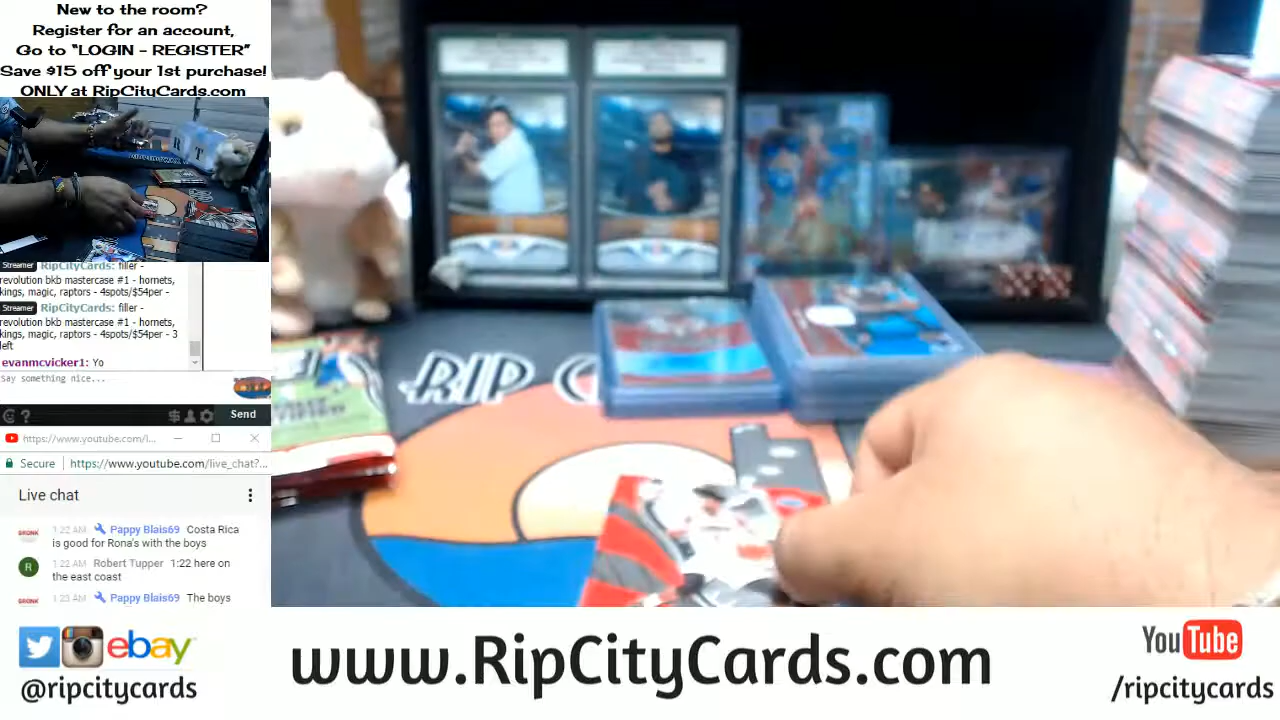 New to the room?
Register for an account,
Go to “LOGIN - REGISTER”
Save $15 off your 1st purchase!
ONLY at RipCityCards.com
R T
Streamer RipCityCards: filler -
revolution bkb mastercase #1 - hornets,
kings, magic, raptors - 4spots/$54per -
Streamer RipCityCards: filler -
revolution bkb mastercase #1 - hornets,
kings, magic, raptors - 4spots/$54per - 3
left
evanmcvicker1: Yo
Say something nice...
$
Send
https://www.youtube.com/l...
Secure
https://www.youtube.com/live_chat?...
Live chat
1:22 AM Pappy Blais69 Costa Rica
is good for Rona's with the boys
R
Robert Tupper 1:22 here on
the east coast
1:23 AM Pappy Blais69 The boys
RIP C
ebay
@ripcitycards
www.RipCityCards.com
YouTube
/ripcitycards